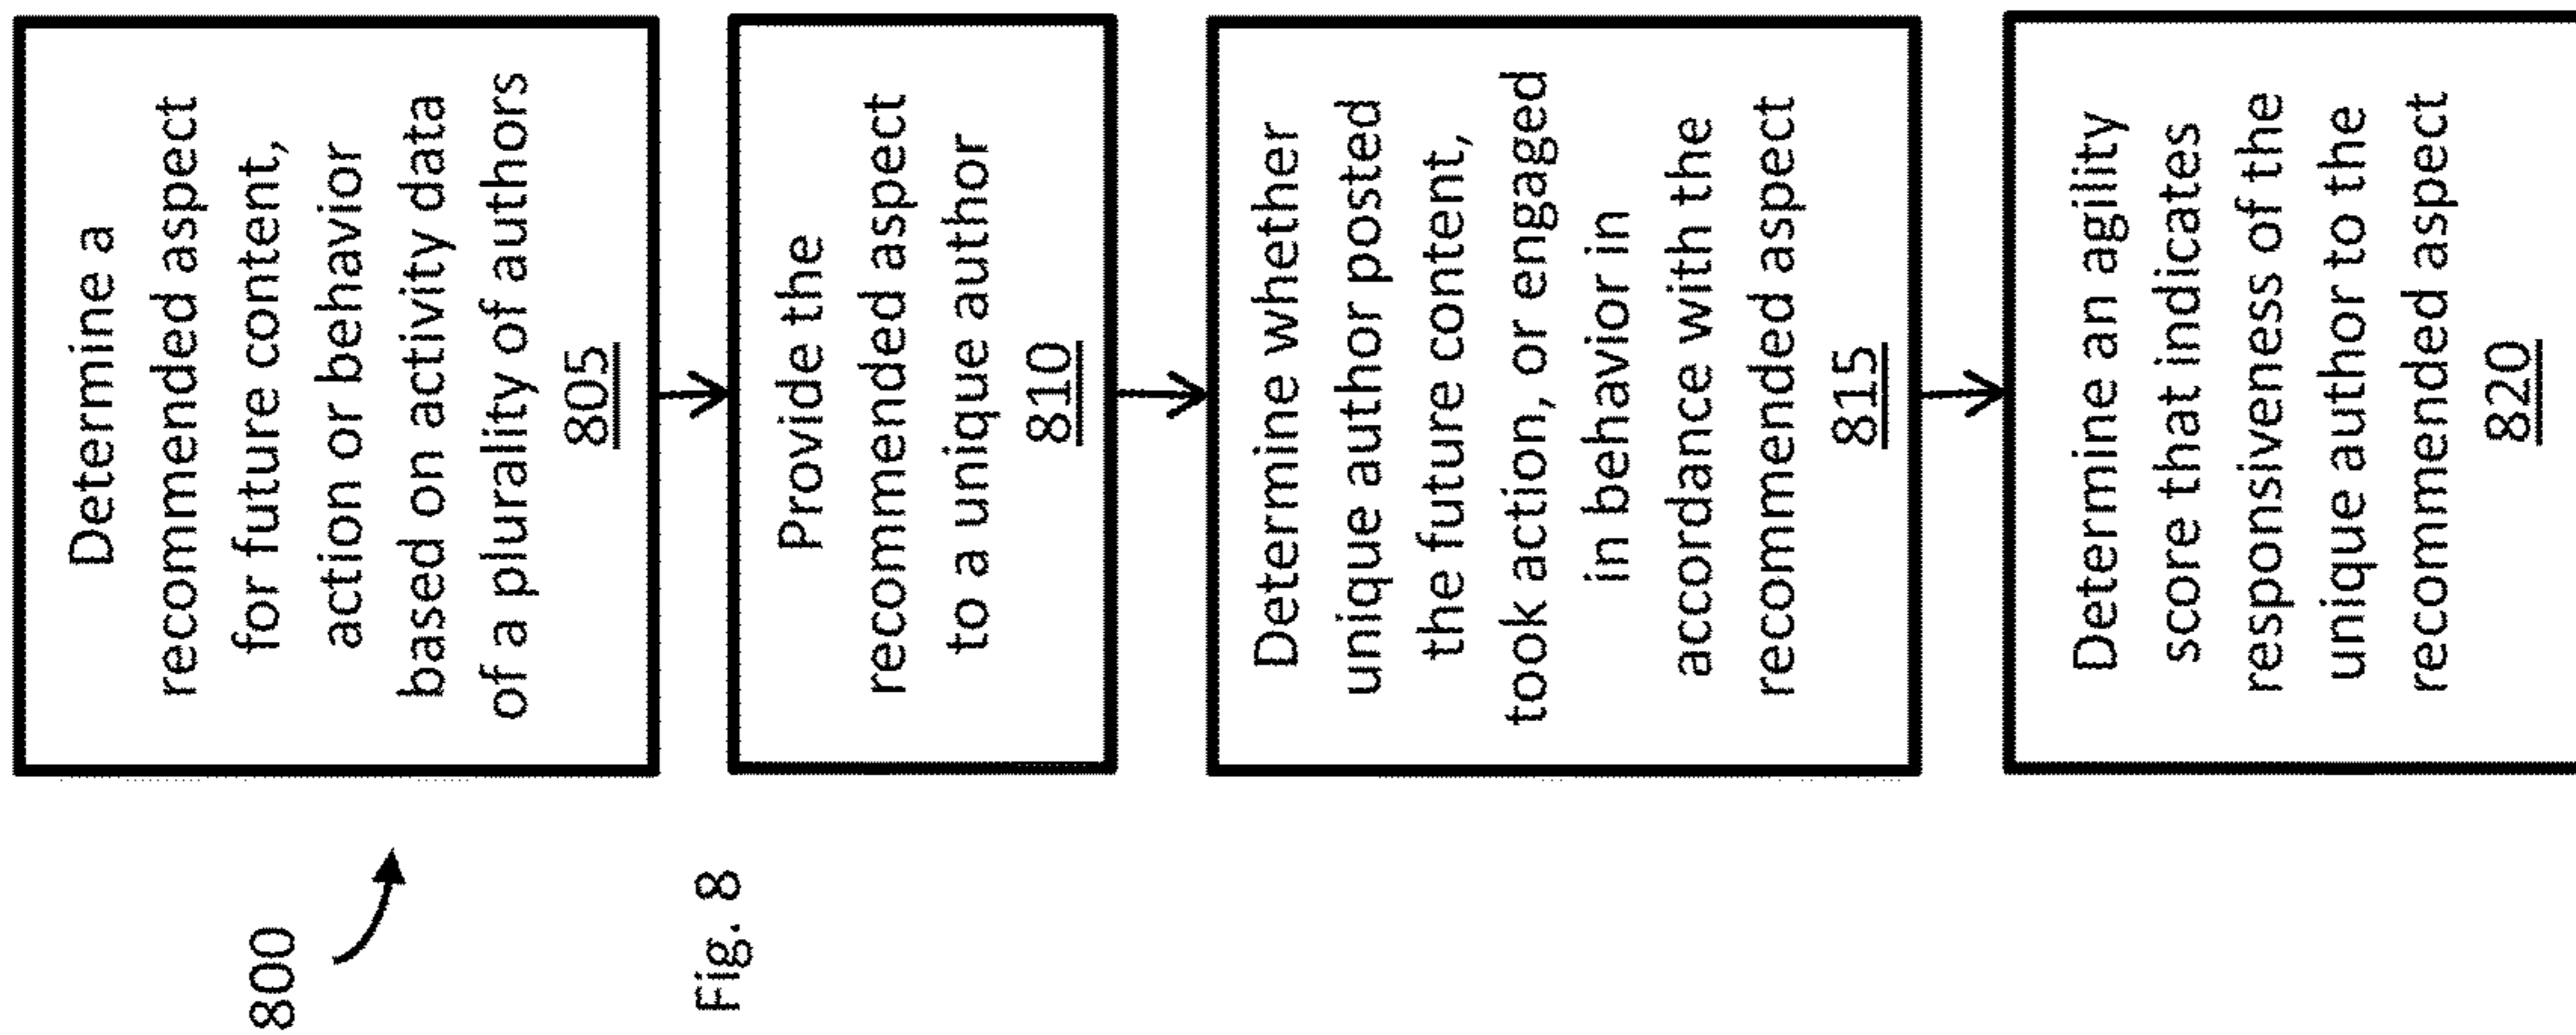 800
Determine a
recommended aspect
for future content,
action or behavior
based on activity data
of a plurality of authors
805
Provide the
recommended aspect
to a unique author
810
Determine whether
unique author posted
the future content,
took action, or engaged
in behavior in
accordance with the
recommended aspect
815
Determine an agility
score that indicates
responsiveness of the
unique author to the
recommended aspect
820
Fig. 8